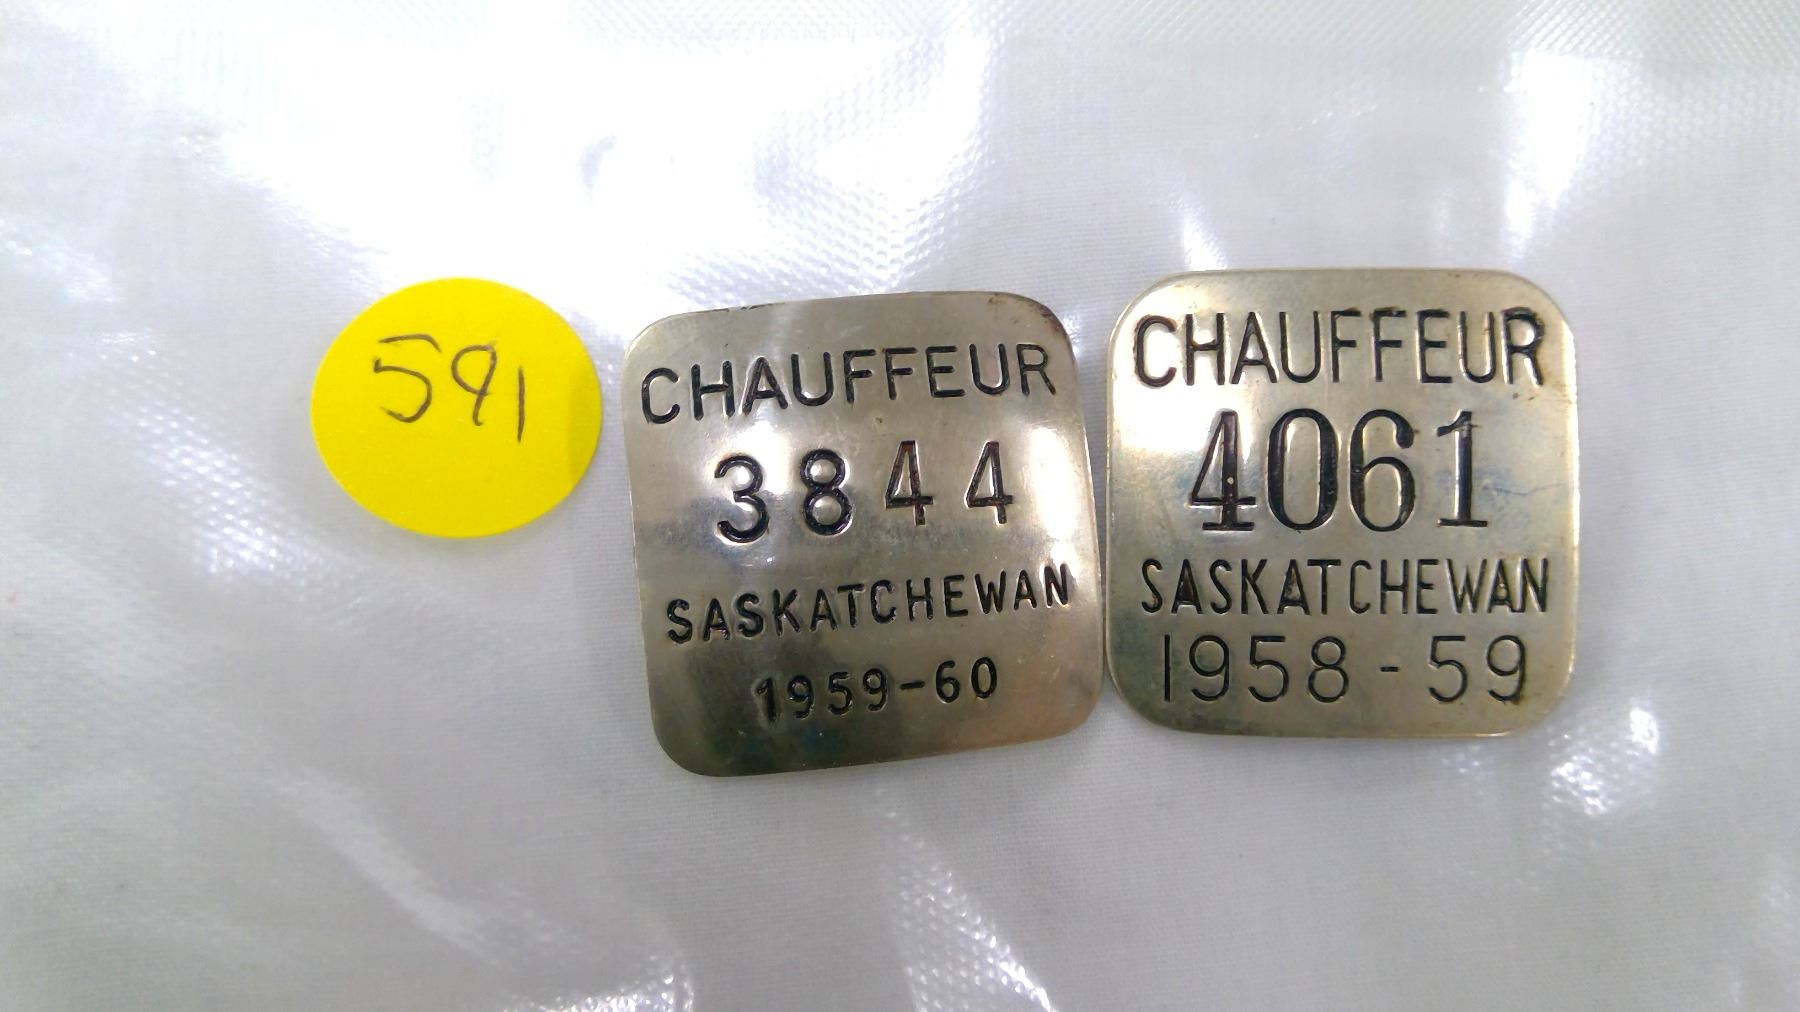 591
CHAUFFEUR
3844
SASKATCHEWAN
1959-60
CHAUFFEUR
4061
SASKATCHEWAN
1958-59